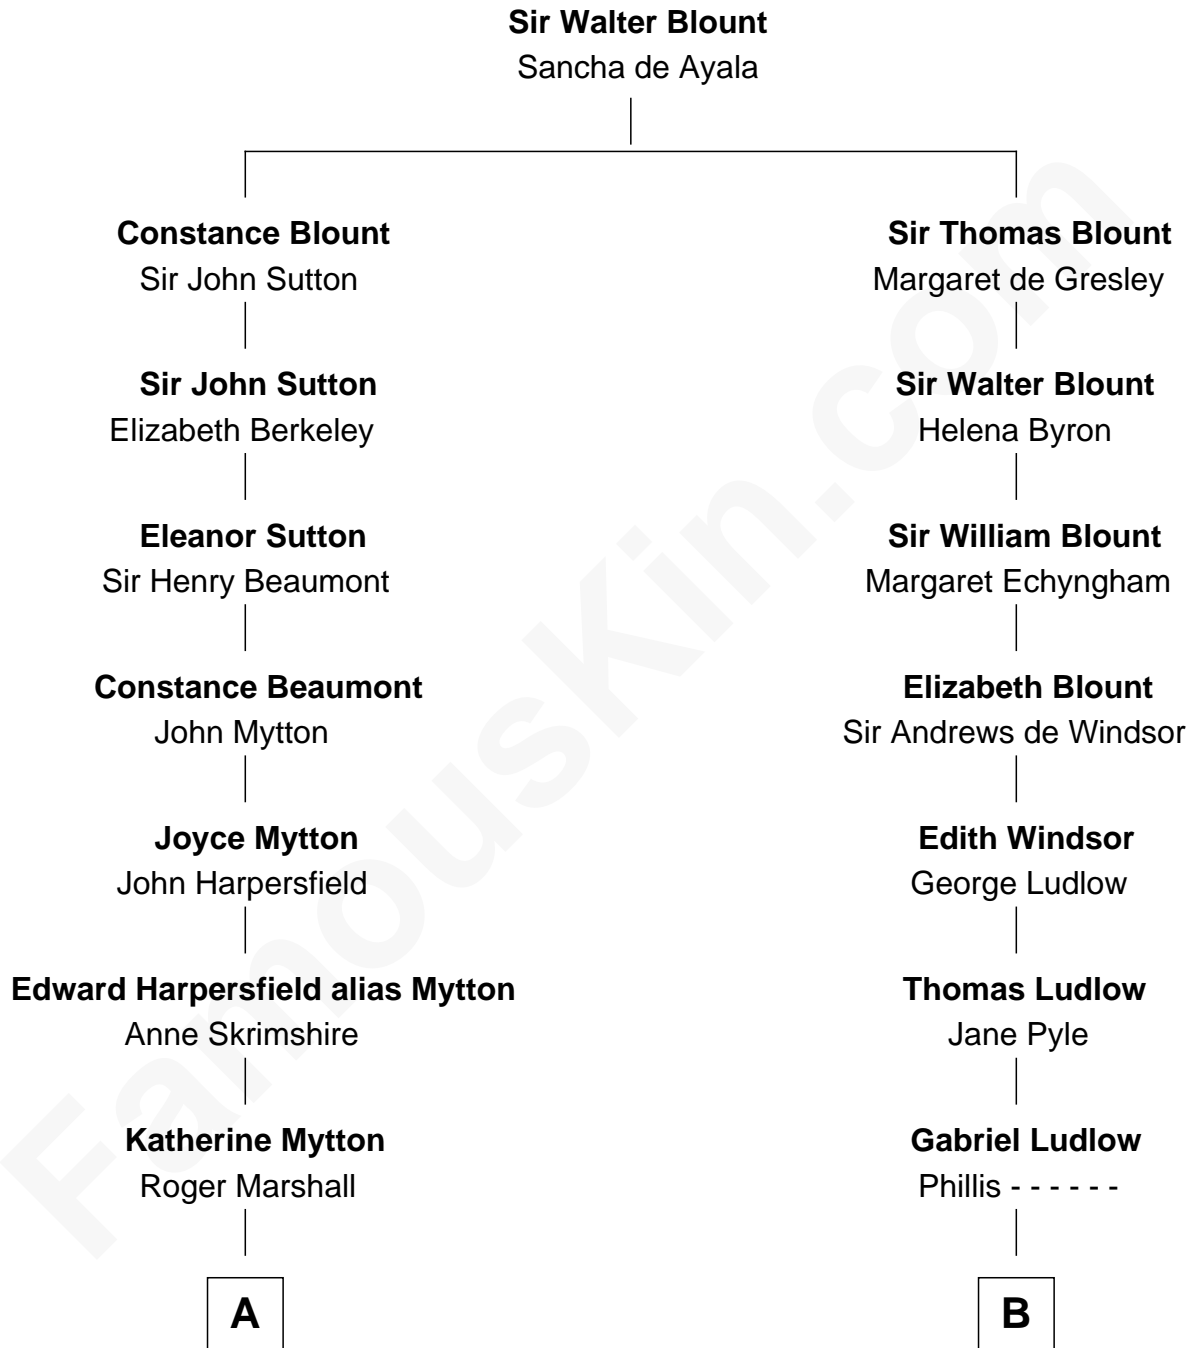 Sir Walter Blount
Sancha de Ayala
Constance Blount
Sir John Sutton
Sir Thomas Blount
Margaret de Gresley
Sir John Sutton
Elizabeth Berkeley
Sir Walter Blount
Helena Byron
Eleanor Sutton
Sir Henry Beaumont
Sir William Blount
Margaret Echyngham
Constance Beaumont
John Mytton
Elizabeth Blount
Sir Andrews de Windsor
Joyce Mytton
John Harpersfield
Edith Windsor
George Ludlow
Edward Harpersfield alias Mytton
Anne Skrimshire
Thomas Ludlow
Jane Pyle
Katherine Mytton
Roger Marshall
Gabriel Ludlow
Phillis - - - - - -
A
B
FamousKin.com